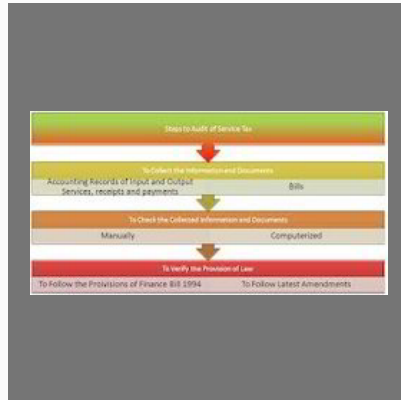 Steps to Audit of Service Tax
To Collect the Information and Documents
Accounting Records of Input and Output
Services, receipts and payments
Bills
To Check the Collected Information and Documents
Manually
Computerized
To Verify the Provision of Law
To Follow the Proivisions of Finance Bill 1994
To Follow Latest Amendments